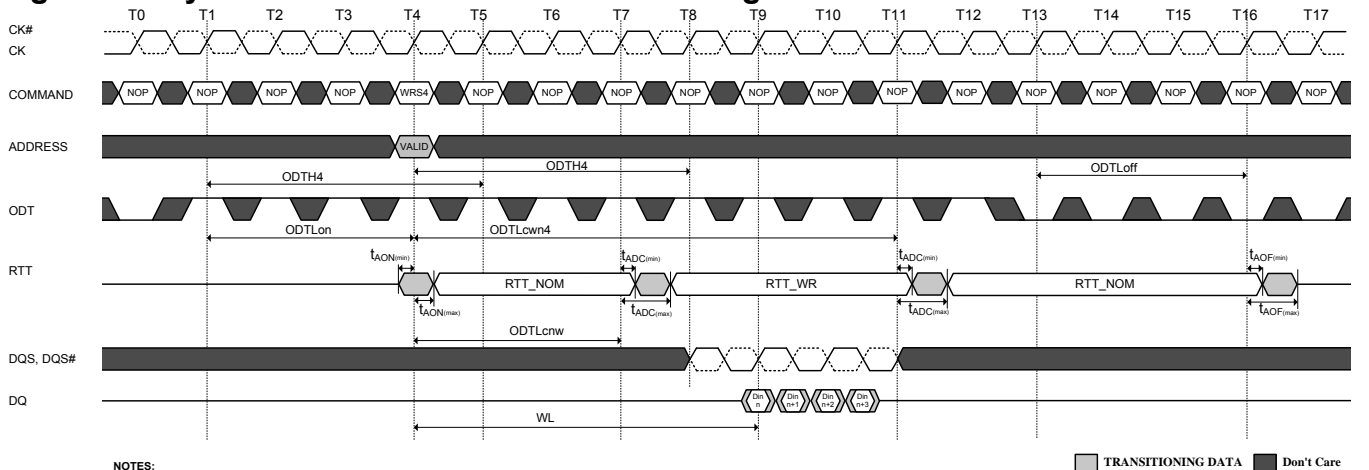 T0 T1 T2 T3 T4 T5 T6 T7 T8 T9 T10 T11 T12 T13 T14 T15 T16 T17
CK#
CK
COMMAND NOP NOP NOP NOP WRS4 NOP NOP NOP NOP NOP NOP NOP NOP NOP NOP NOP NOP NOP
ADDRESS VALID
ODTH4 ODTH4 ODTLoff
ODT
ODTLon ODTLcwn4
tAON(min) tADC(min) tADC(min) tAOF(min)
RTT RTT_NOM RTT_WR RTT_NOM
tAON(max) tADC(max) tADC(max) tAOF(max)
ODTLcnw
DQS, DQS#
DQ Din n Din n+1 Din n+2 Din n+3
WL
NOTES: TRANSITIONING DATA Don't Care